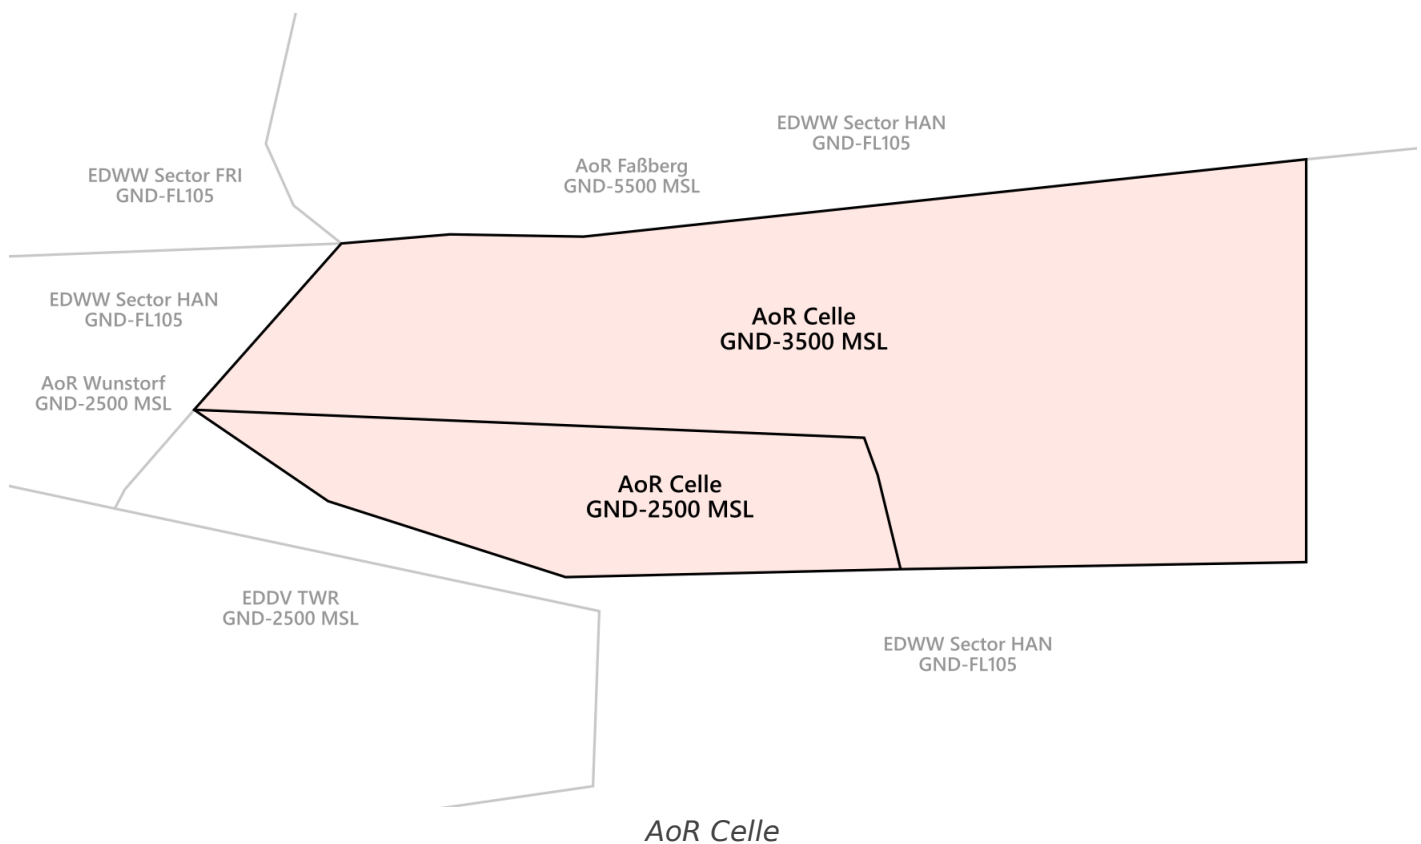 EDWW Sector HAN
GND-FL105
AoR Faßberg
GND-5500 MSL
EDWW Sector FRI
GND-FL105
EDWW Sector HAN
GND-FL105
AoR Celle
GND-3500 MSL
AoR Wunstorf
GND-2500 MSL
AoR Celle
GND-2500 MSL
EDDV TWR
GND-2500 MSL
EDWW Sector HAN
GND-FL105
AoR Celle